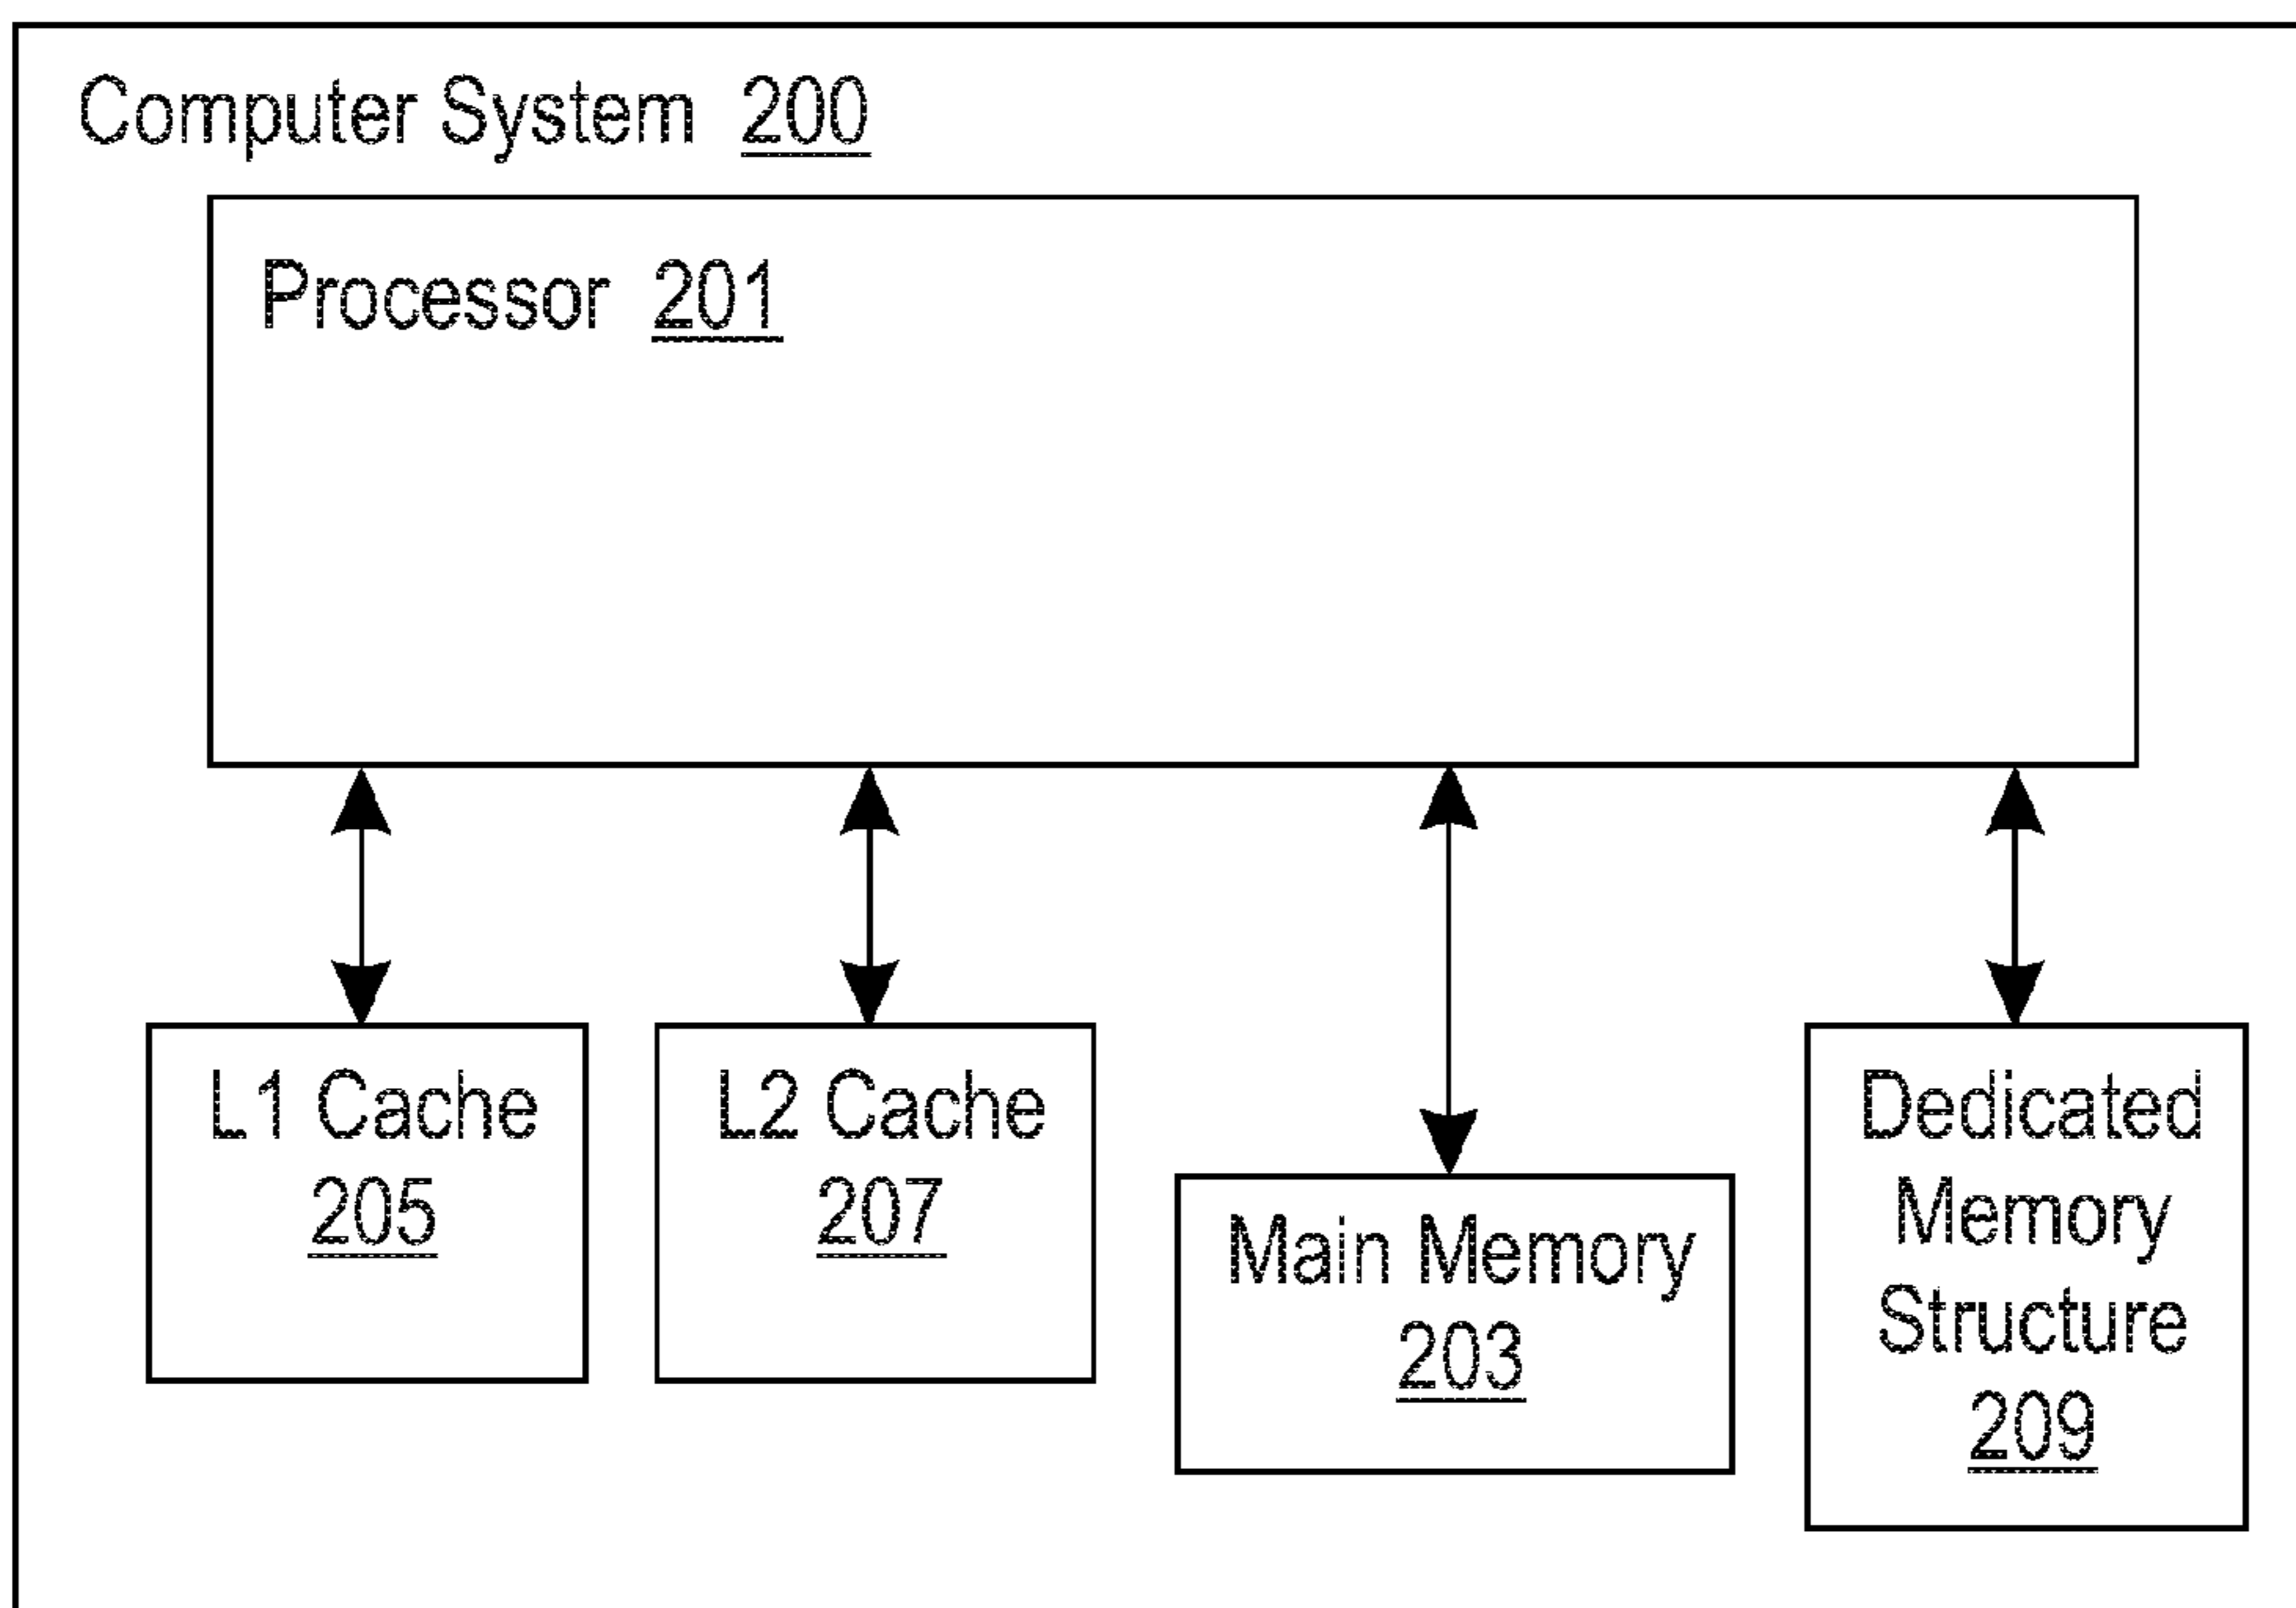 Computer System 200
Processor 201
L1 Cache
205
L2 Cache
207
Main Memory
203
Dedicated
Memory
Structure
209